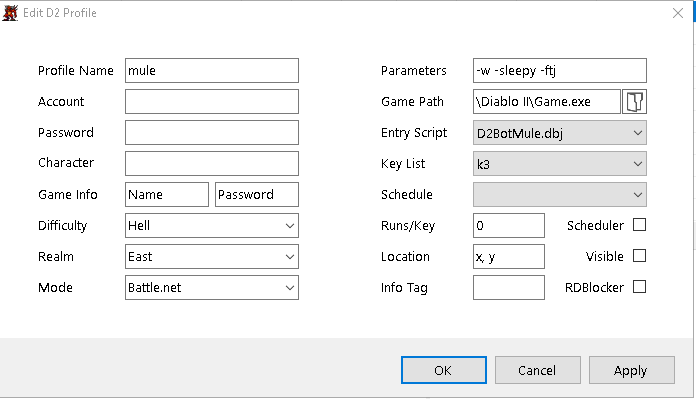 Edit D2 Profile
Profile Name mule Parameters -w -sleepy -ftj
Account Game Path \Diablo II\Game.exe
Password Entry Script D2BotMule.dbj
Character Key List k3
Game Info Name Password Schedule
Difficulty Hell Runs/Key 0 Scheduler
Realm East Location x, y Visible
Mode Battle.net Info Tag RDBlocker
OK Cancel Apply